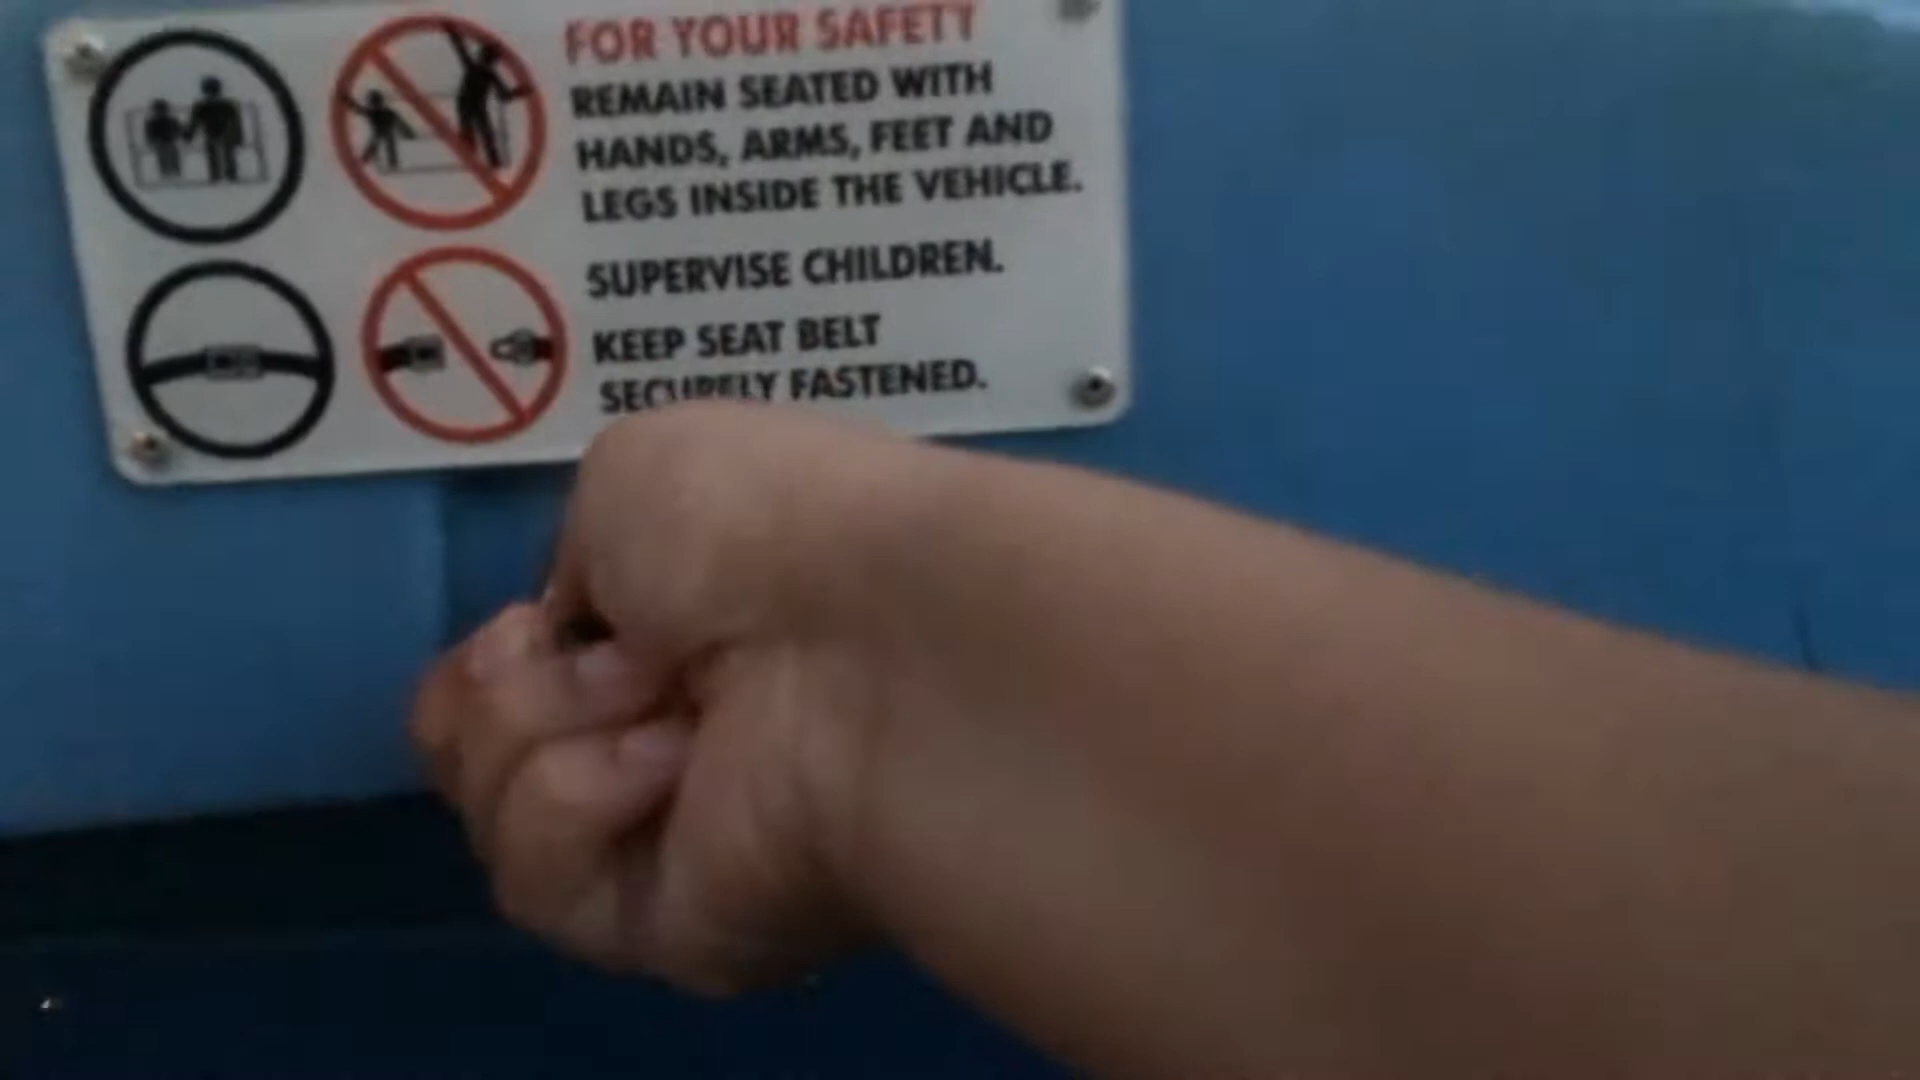 FOR YOUR SAFETY
REMAIN SEATED WITH
HANDS, ARMS, FEET AND
LEGS INSIDE THE VEHICLE.
SUPERVISE CHILDREN.
KEEP SEAT BELT
SECURELY FASTENED.